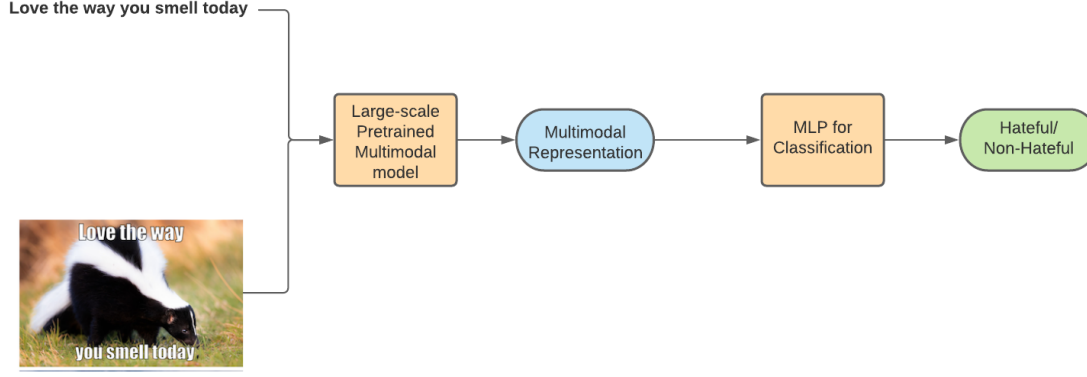 Love the way you smell today
Large-scale
Pretrained
Multimodal
model
Multimodal
Representation
MLP for
Classification
Hateful/
Non-Hateful
Love the way
you smell today